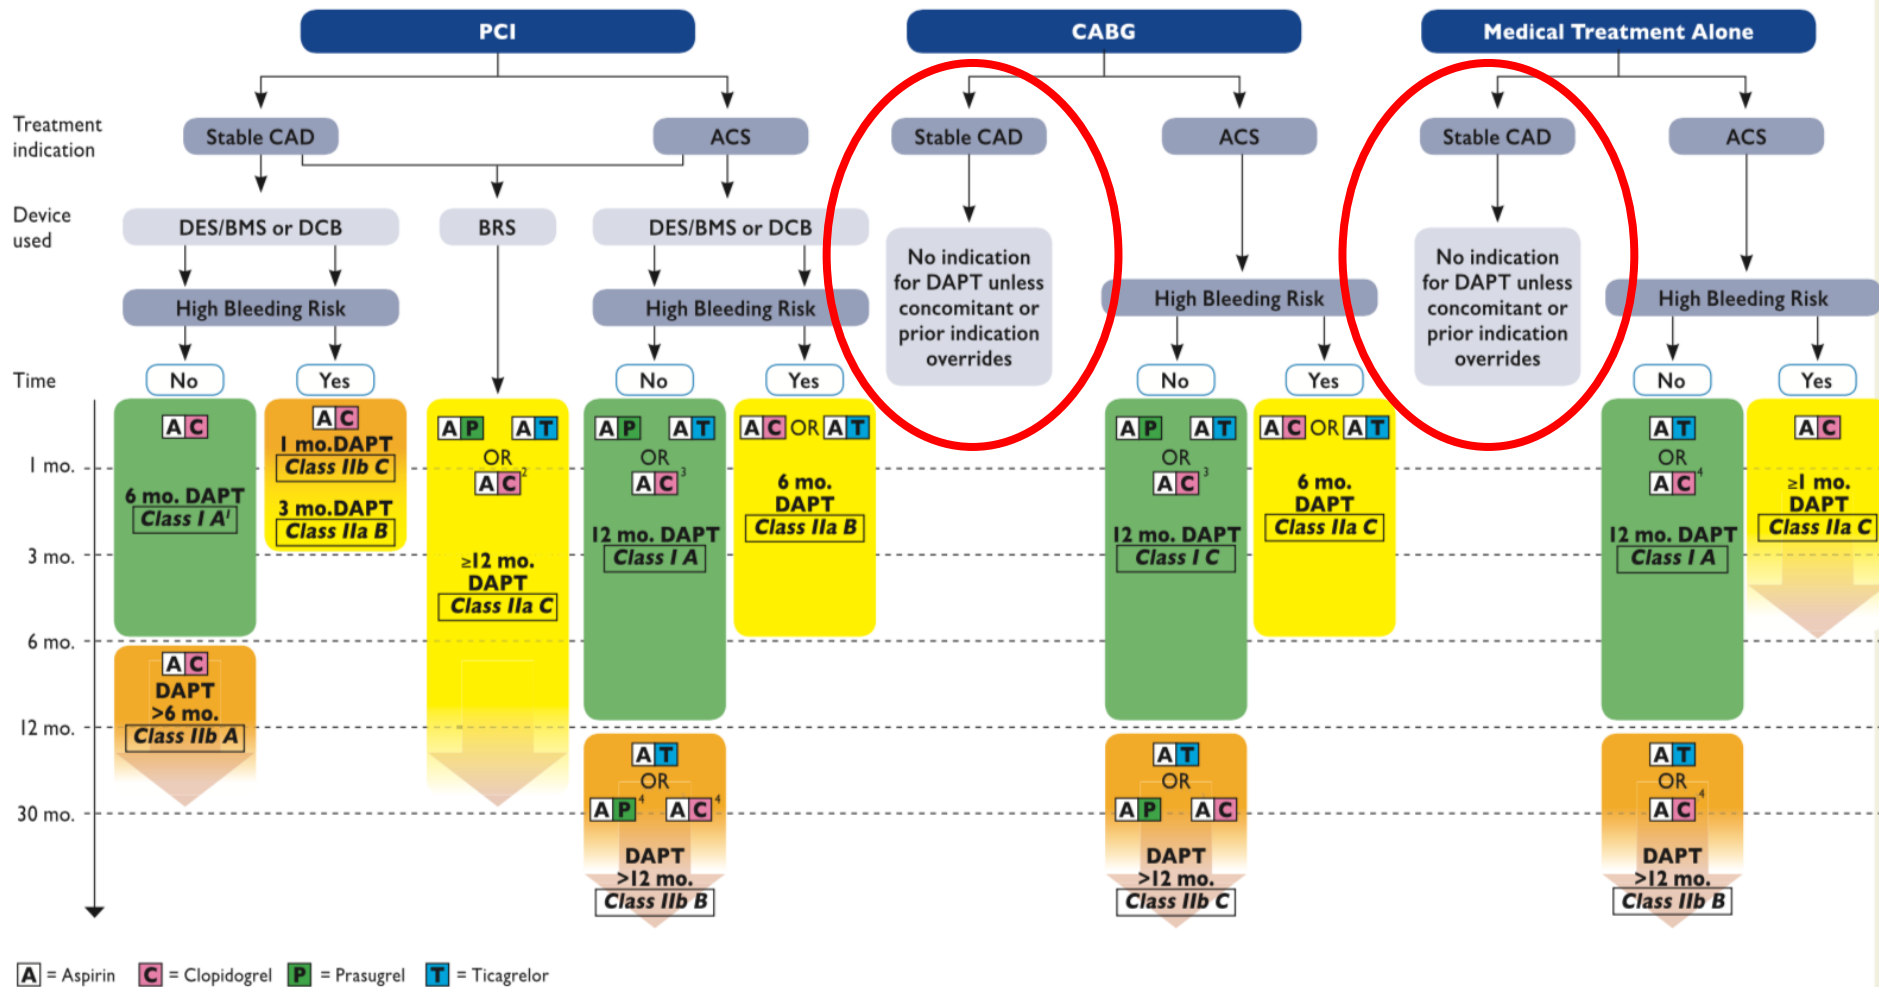 PCI
CABG
Medical Treatment Alone
Treatment
indication
Stable CAD
ACS
Stable CAD
ACS
Stable CAD
ACS
Device
used
DES/BMS or DCB
BRS
DES/BMS or DCB
No indication
for DAPT unless
concomitant or
prior indication
overrides
No indication
for DAPT unless
concomitant or
prior indication
overrides
High Bleeding Risk
High Bleeding Risk
High Bleeding Risk
High Bleeding Risk
Time
No
Yes
No
Yes
No
Yes
No
Yes
1 mo.
3 mo.
6 mo.
12 mo.
30 mo.
A C
6 mo. DAPT
Class I A1
A C
DAPT
>6 mo.
Class IIb A
A C
1 mo.DAPT
Class IIb C
3 mo.DAPT
Class IIa B
A P A T
OR
A C 2
≥12 mo.
DAPT
Class IIa C
A P A T
OR
A C 3
12 mo. DAPT
Class I A
A T
OR
A P 4 A C 4
DAPT
>12 mo.
Class IIb B
A C OR A T
6 mo.
DAPT
Class IIa B
A P A T
OR
A C 3
12 mo. DAPT
Class I C
A T
OR
A P A C
DAPT
>12 mo.
Class IIb C
A C OR A T
6 mo.
DAPT
Class IIa C
A T
OR
A C 4
12 mo. DAPT
Class I A
A T
OR
A C 4
DAPT
>12 mo.
Class IIb B
A C
≥1 mo.
DAPT
Class IIa C
A = Aspirin C = Clopidogrel P = Prasugrel T = Ticagrelor